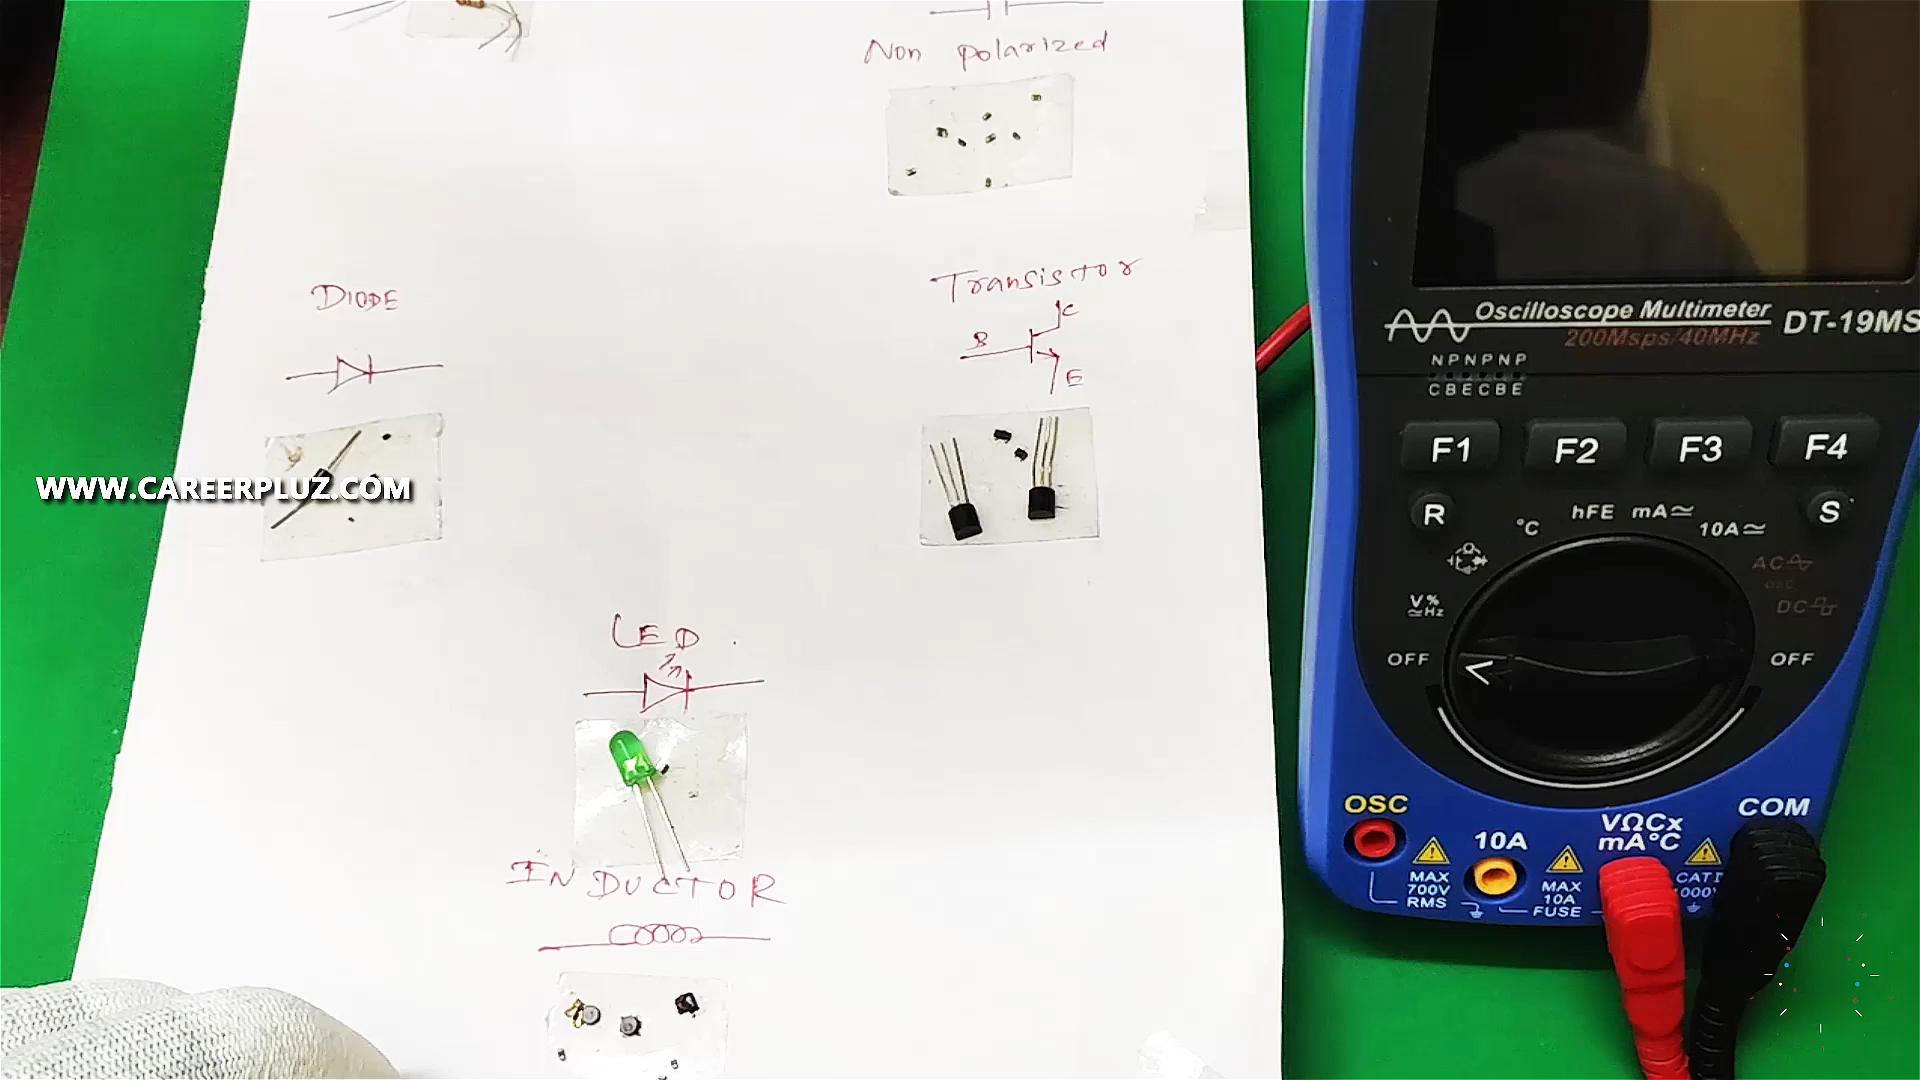 Non polarized
Transistor
C
B
E
DIODE
WWW.CAREERPLUZ.COM
LED
INDUCTOR
Oscilloscope Multimeter
200Msps/40MHz
DT-19MS
NPNPNP
CBECBE
F1 F2 F3 F4
R °C hFE mA≂ 10A≂ S
V%
≂Hz
AC
OSC
DC
OFF OFF
OSC
10A
VΩCx
mA°C
COM
MAX
700V
RMS
MAX
10A
FUSE